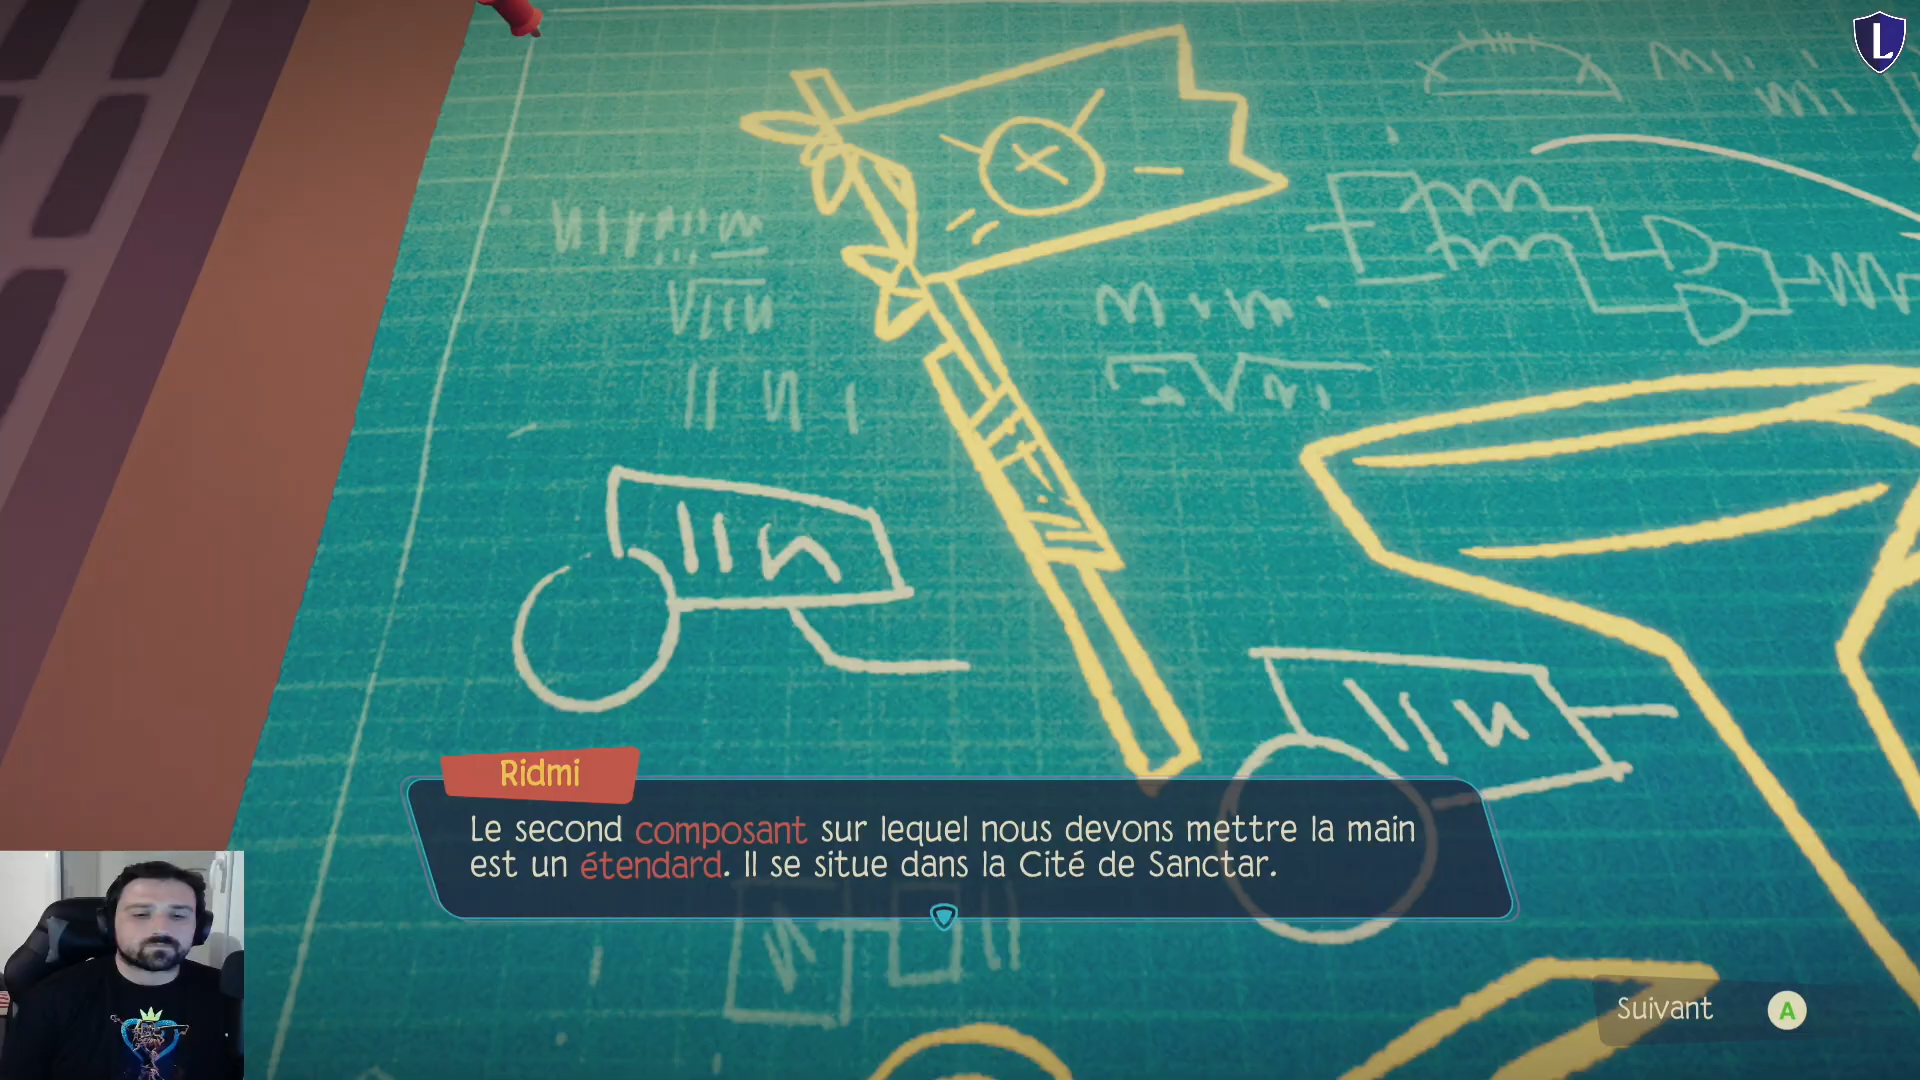 L
Ridmi
Le second composant sur lequel nous devons mettre la main
est un étendard. Il se situe dans la Cité de Sanctar.
Suivant A